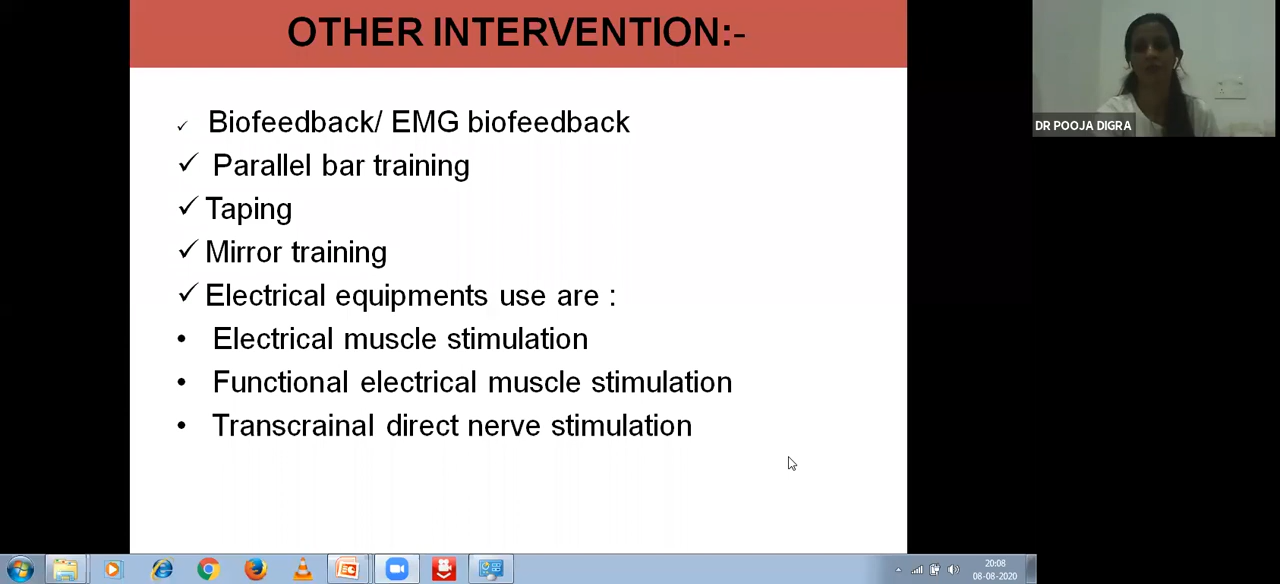 OTHER INTERVENTION:-
✓ Biofeedback/ EMG biofeedback
✓ Parallel bar training
✓ Taping
✓ Mirror training
✓ Electrical equipments use are :
• Electrical muscle stimulation
• Functional electrical muscle stimulation
• Transcrainal direct nerve stimulation
DR POOJA DIGRA
20:08
08-08-2020